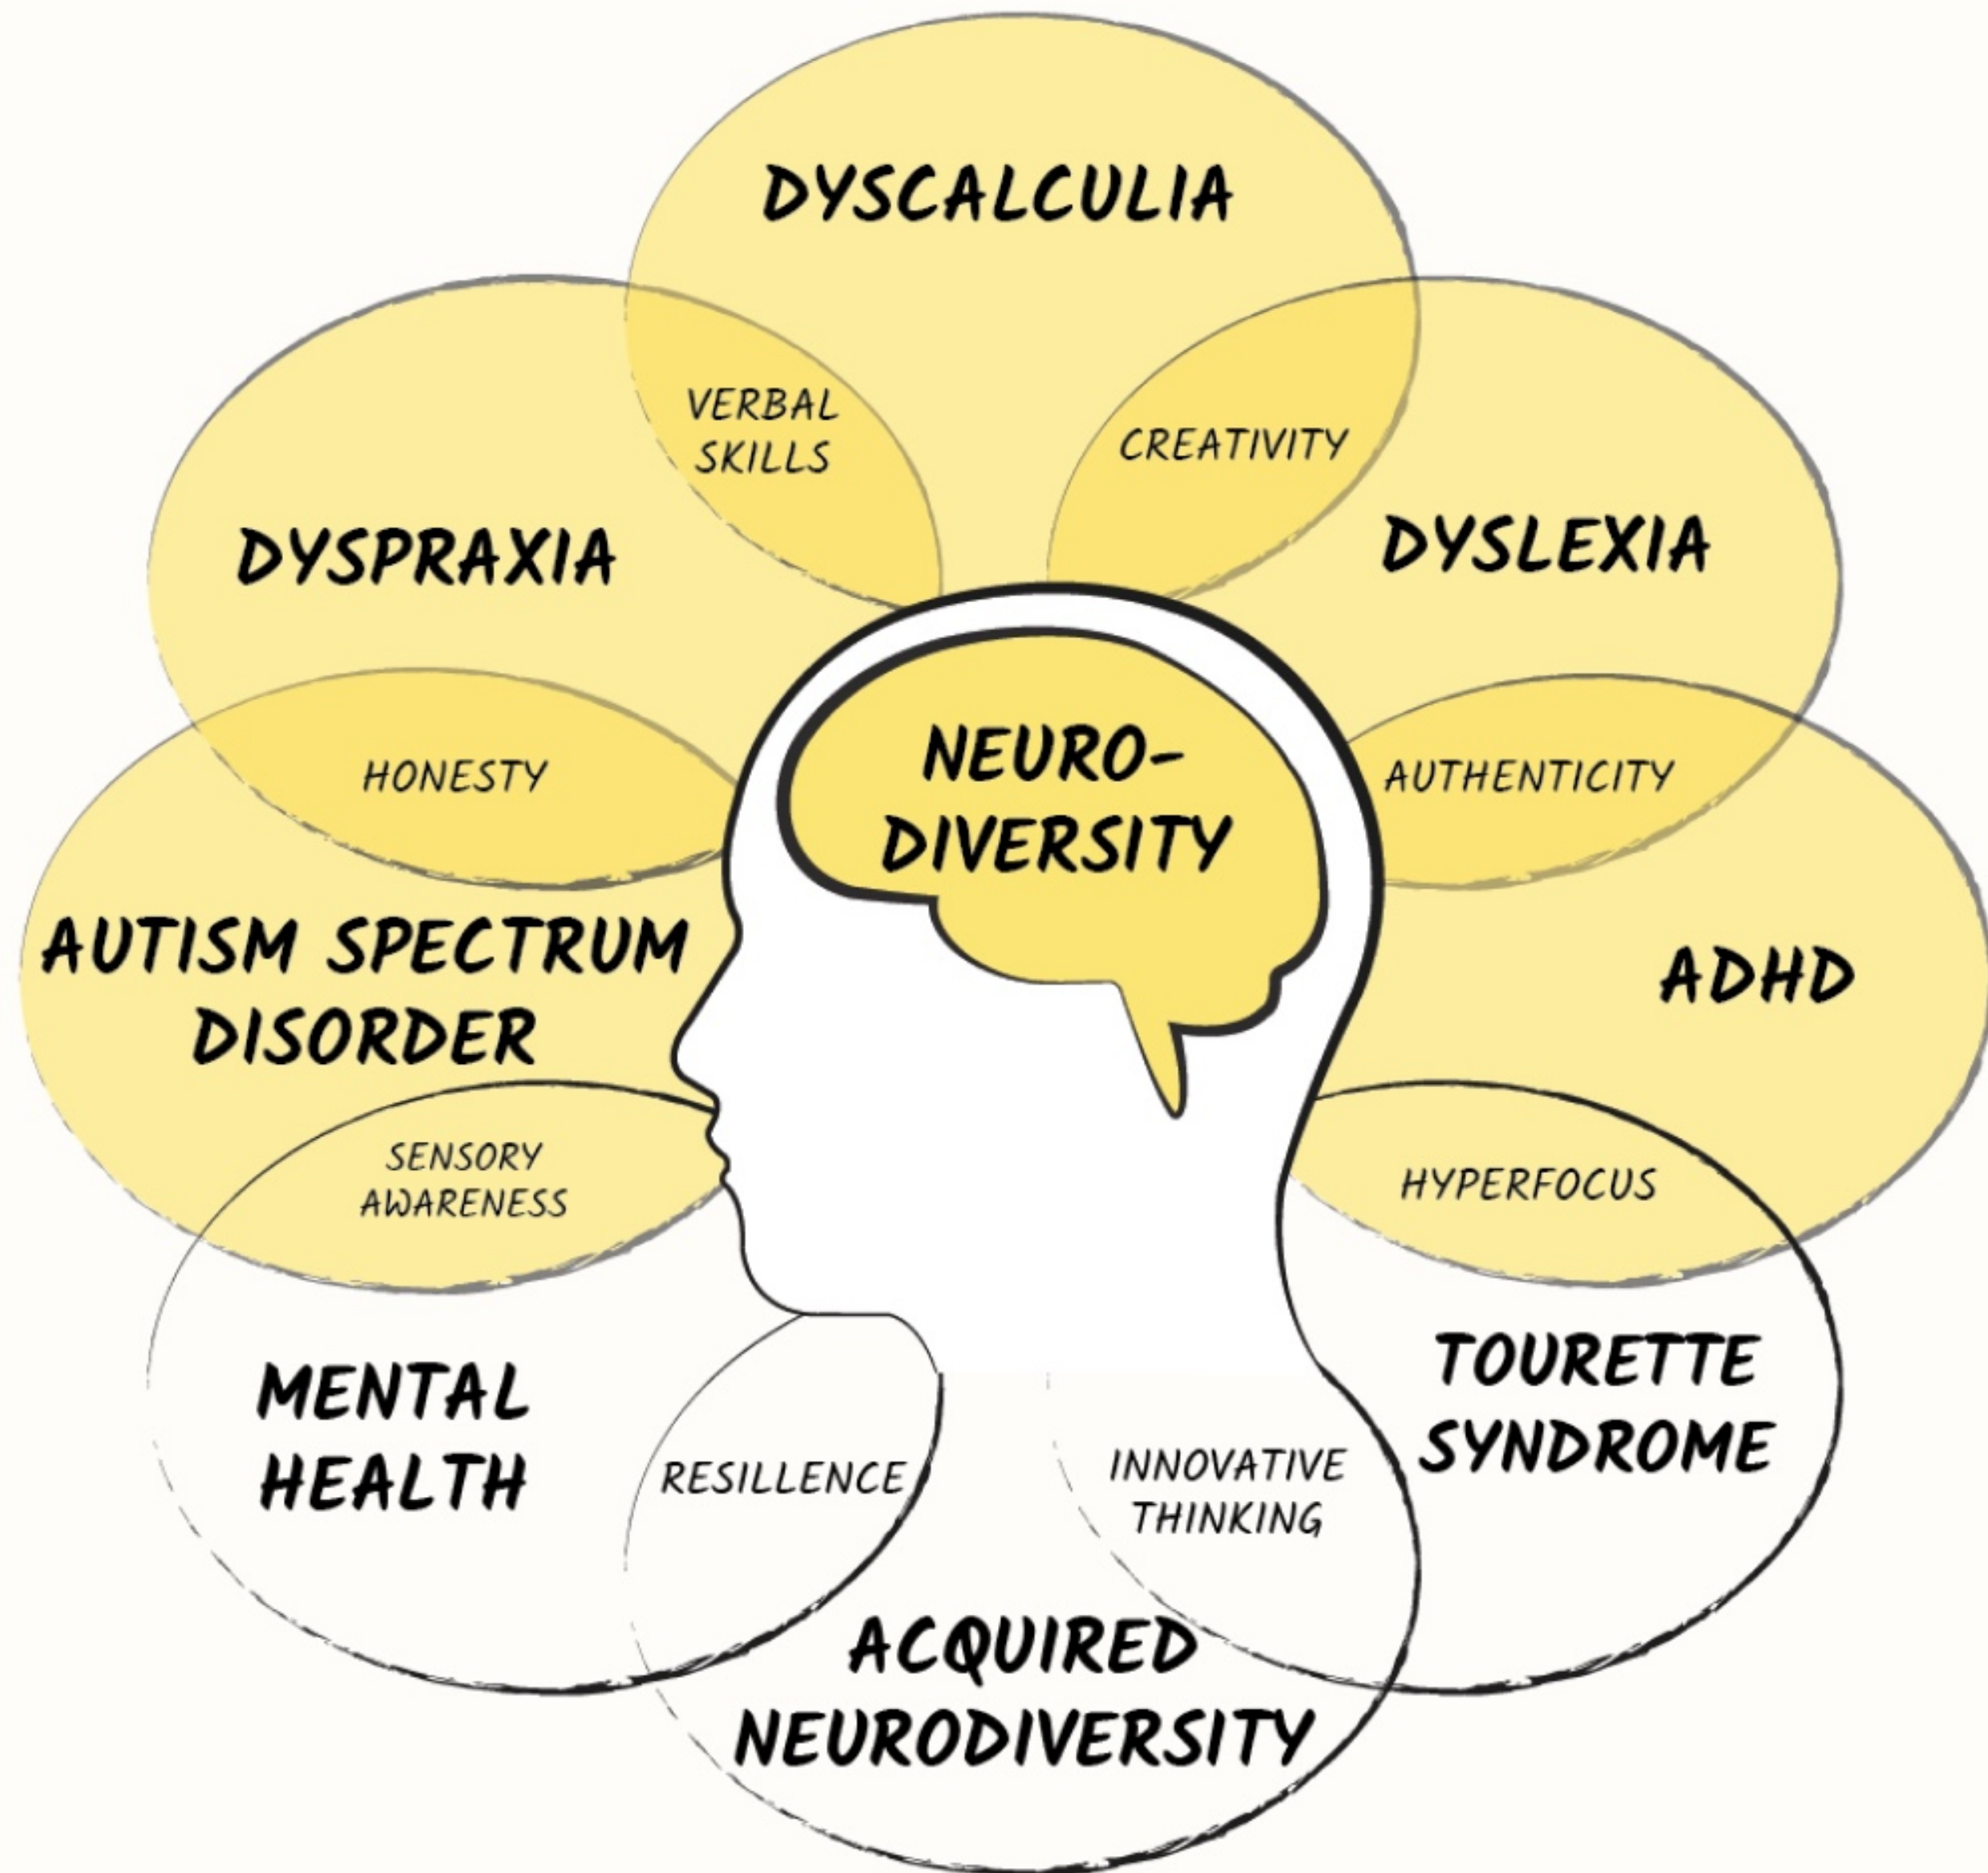 DYSCALCULIA
VERBAL
SKILLS
CREATIVITY
DYSPRAXIA
DYSLEXIA
HONESTY
NEURO-
DIVERSITY
AUTHENTICITY
AUTISM SPECTRUM
DISORDER
ADHD
SENSORY
AWARENESS
HYPERFOCUS
MENTAL
HEALTH
TOURETTE
SYNDROME
RESILLENCE
INNOVATIVE
THINKING
ACQUIRED
NEURODIVERSITY